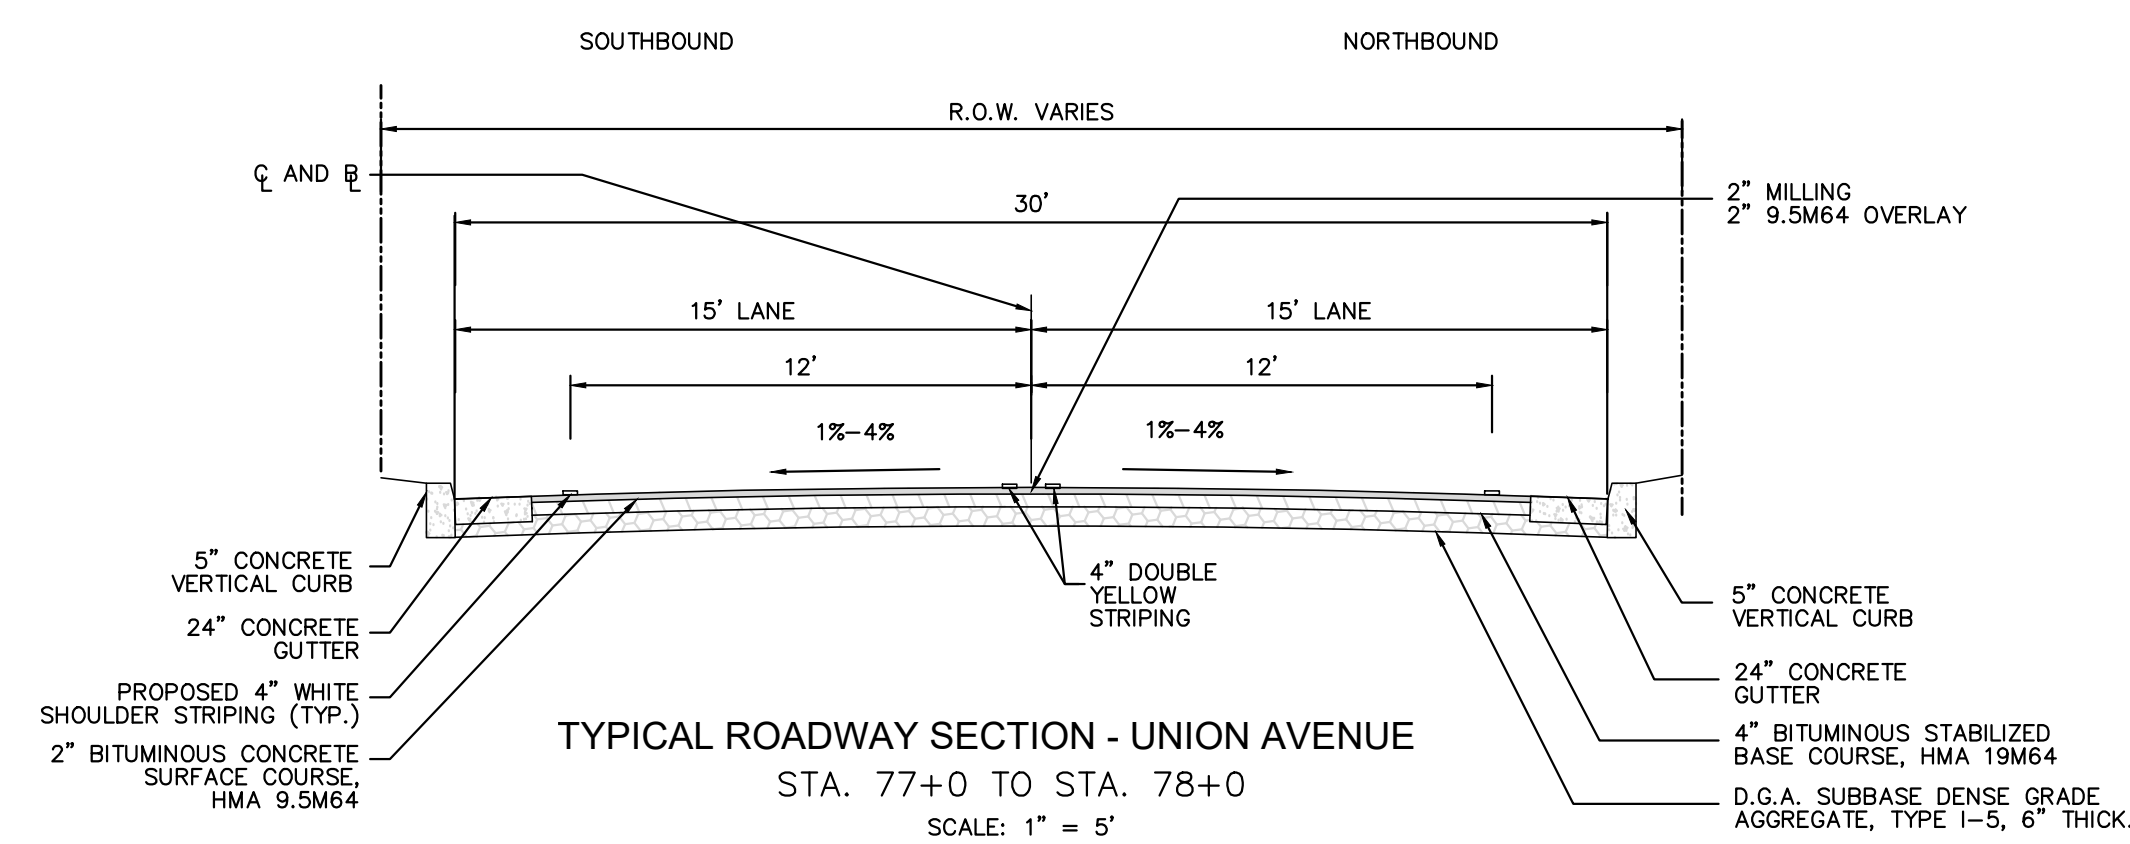 SOUTHBOUND
NORTHBOUND
R.O.W. VARIES
℄ AND B
L
30’
2” MILLING
2” 9.5M64 OVERLAY
15’ LANE
15’ LANE
12’
12’
1%-4%
1%-4%
5” CONCRETE
VERTICAL CURB
24” CONCRETE
GUTTER
PROPOSED 4” WHITE
SHOULDER STRIPING (TYP.)
2” BITUMINOUS CONCRETE
SURFACE COURSE,
HMA 9.5M64
4” DOUBLE
YELLOW
STRIPING
5” CONCRETE
VERTICAL CURB
24” CONCRETE
GUTTER
4” BITUMINOUS STABILIZED
BASE COURSE, HMA 19M64
D.G.A. SUBBASE DENSE GRADE
AGGREGATE, TYPE I-5, 6” THICK.
TYPICAL ROADWAY SECTION - UNION AVENUE
STA. 77+0 TO STA. 78+0
SCALE: 1” = 5’